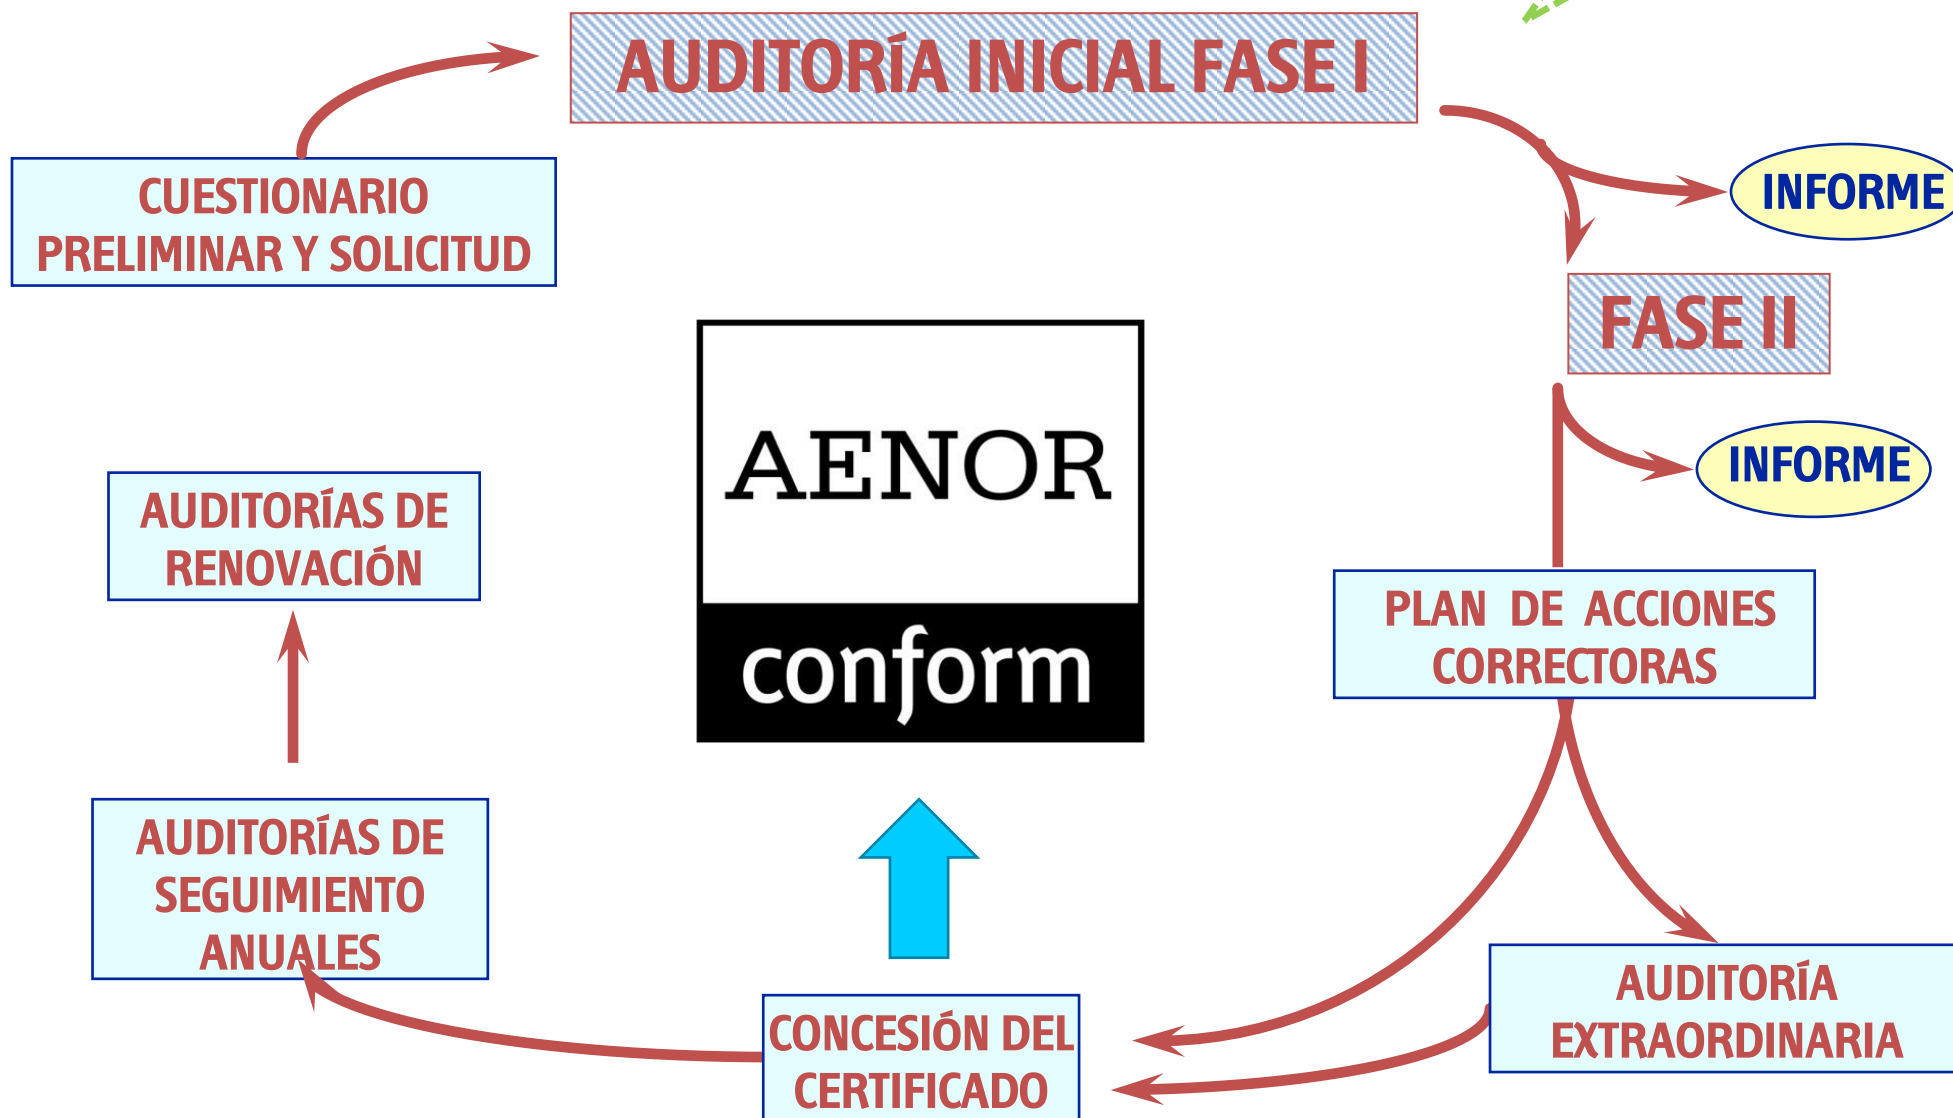 AUDITORÍA INICIAL FASE I
CUESTIONARIO
PRELIMINAR Y SOLICITUD
INFORME
FASE II
INFORME
AENOR
conform
AUDITORÍAS DE
RENOVACIÓN
PLAN DE ACCIONES
CORRECTORAS
AUDITORÍAS DE
SEGUIMIENTO
ANUALES
AUDITORÍA
EXTRAORDINARIA
CONCESIÓN DEL
CERTIFICADO